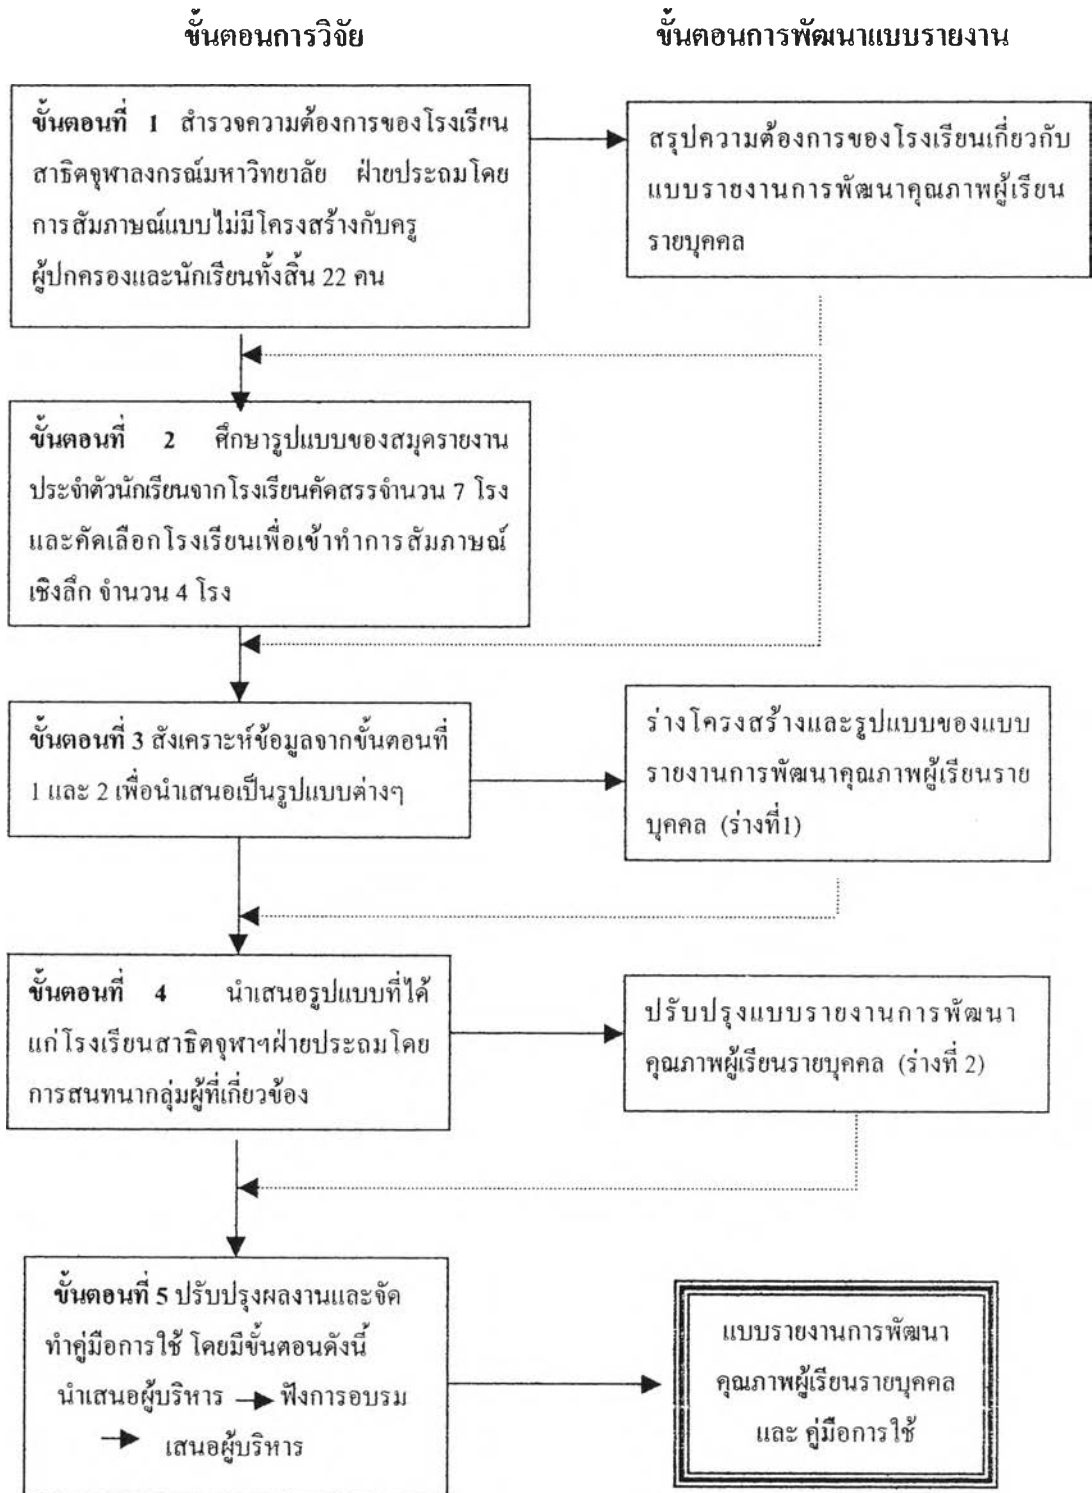 ขั้นตอนการวิจัย
ขั้นตอนการพัฒนาแบบรายงาน
ขั้นตอนที่ 1 สำรวจความต้องการของโรงเรียน
สาธิตจุฬาลงกรณ์มหาวิทยาลัย ฝ่ายประถมโดย
การสัมภาษณ์แบบไม่มีโครงสร้างกับครู
ผู้ปกครองและนักเรียนทั้งสิ้น 22 คน
สรุปความต้องการของโรงเรียนเกี่ยวกับ
แบบรายงานการพัฒนาคุณภาพผู้เรียน
รายบุคคล
ขั้นตอนที่ 2 ศึกษารูปแบบของสมุดรายงาน
ประจำตัวนักเรียนจากโรงเรียนคัดสรรจำนวน 7 โรง
และคัดเลือกโรงเรียนเพื่อเข้าทำการสัมภาษณ์
เชิงลึก จำนวน 4 โรง
ขั้นตอนที่ 3 สังเคราะห์ข้อมูลจากขั้นตอนที่
1 และ 2 เพื่อนำเสนอเป็นรูปแบบต่างๆ
ร่างโครงสร้างและรูปแบบของแบบ
รายงานการพัฒนาคุณภาพผู้เรียนราย
บุคคล (ร่างที่1)
ขั้นตอนที่ 4 นำเสนอรูปแบบที่ได้
แก่โรงเรียนสาธิตจุฬาฯฝ่ายประถมโดย
การสนทนากลุ่มผู้ที่เกี่ยวข้อง
ปรับปรุงแบบรายงานการพัฒนา
คุณภาพผู้เรียนรายบุคคล (ร่างที่ 2)
ขั้นตอนที่ 5 ปรับปรุงผลงานและจัด
ทำคู่มือการใช้ โดยมีขั้นตอนดังนี้
นำเสนอผู้บริหาร → ฟังการอบรม
→ เสนอผู้บริหาร
แบบรายงานการพัฒนา
คุณภาพผู้เรียนรายบุคคล
และ คู่มือการใช้